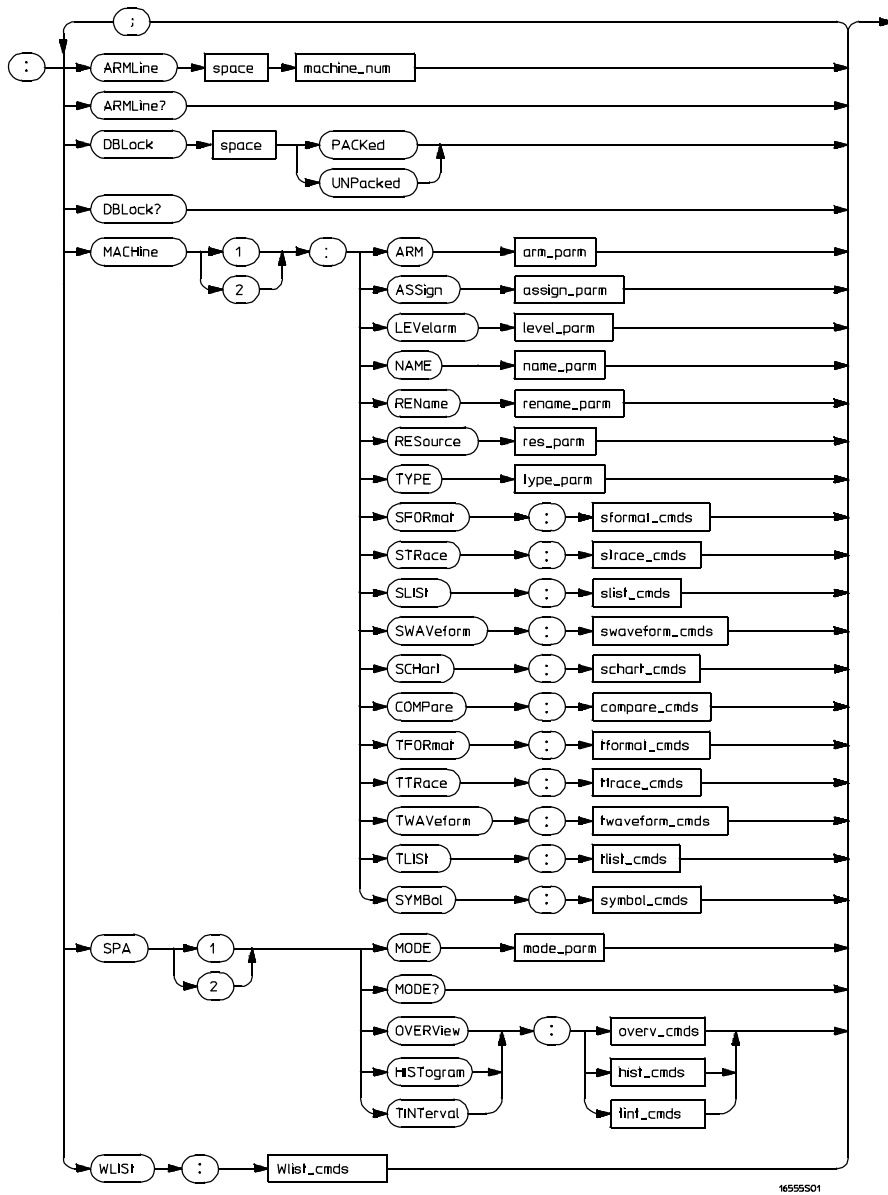 ;
: ARMLine space machine_num
ARMLine?
DBLock space PACKed
UNPacked
DBLock?
MACHine 1 : ARM arm_parm
2 ASSign assign_parm
LEVelarm level_parm
NAME name_parm
REName rename_parm
RESource res_parm
TYPE type_parm
SFORmat : sformat_cmds
STRace : strace_cmds
SLISt : slist_cmds
SWAVeform : swaveform_cmds
SCHart : schart_cmds
COMPare : compare_cmds
TFORmat : tformat_cmds
TTRace : ttrace_cmds
TWAVeform : twaveform_cmds
TLISt : tlist_cmds
SYMBol : symbol_cmds
SPA 1 MODE mode_parm
2 MODE?
OVERView : overv_cmds
HISTogram hist_cmds
TINTerval tint_cmds
WLISt : Wlist_cmds
16555S01